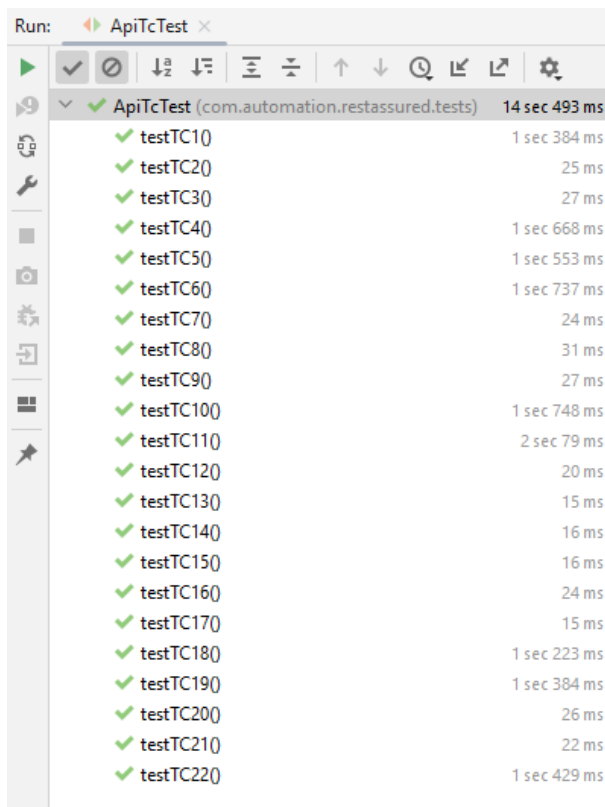 Run: ApiTcTest
ApiTcTest (com.automation.restassured.tests) 14 sec 493 ms
testTC1() 1 sec 384 ms
testTC2() 25 ms
testTC3() 27 ms
testTC4() 1 sec 668 ms
testTC5() 1 sec 553 ms
testTC6() 1 sec 737 ms
testTC7() 24 ms
testTC8() 31 ms
testTC9() 27 ms
testTC10() 1 sec 748 ms
testTC11() 2 sec 79 ms
testTC12() 20 ms
testTC13() 15 ms
testTC14() 16 ms
testTC15() 16 ms
testTC16() 24 ms
testTC17() 15 ms
testTC18() 1 sec 223 ms
testTC19() 1 sec 384 ms
testTC20() 26 ms
testTC21() 22 ms
testTC22() 1 sec 429 ms